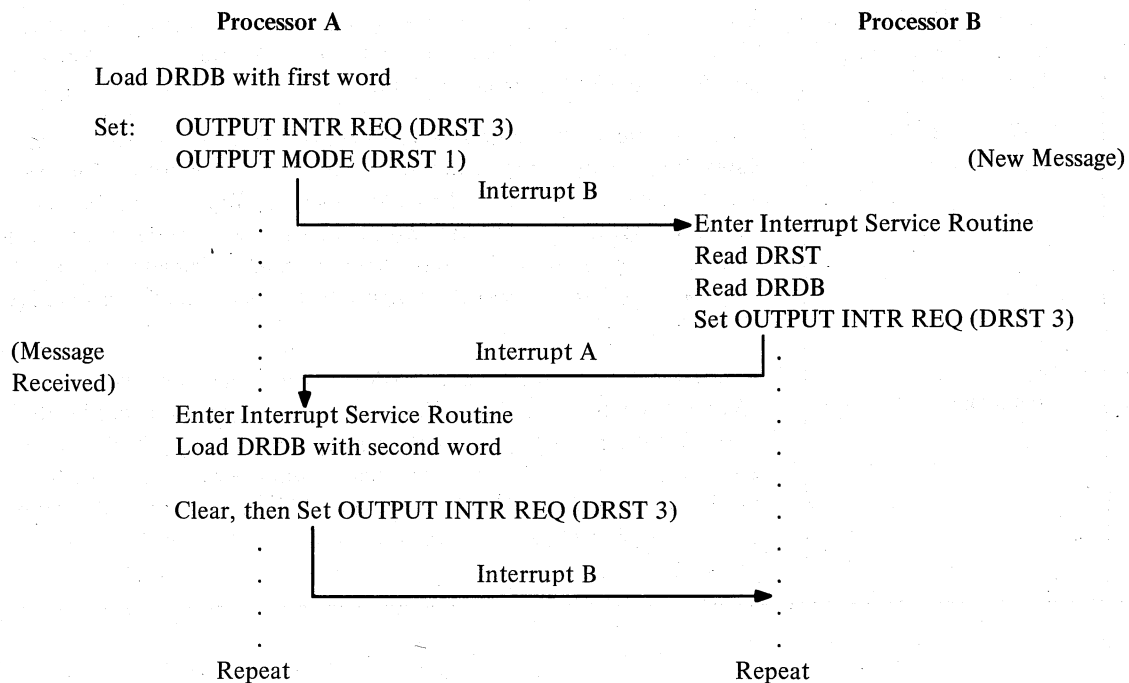 Processor A
Processor B
Load DRDB with first word
Set: OUTPUT INTR REQ (DRST 3)
OUTPUT MODE (DRST 1)
(New Message)
Interrupt B
Enter Interrupt Service Routine
Read DRST
Read DRDB
Set OUTPUT INTR REQ (DRST 3)
(Message
Received)
Interrupt A
Enter Interrupt Service Routine
Load DRDB with second word
Clear, then Set OUTPUT INTR REQ (DRST 3)
Interrupt B
Repeat
Repeat